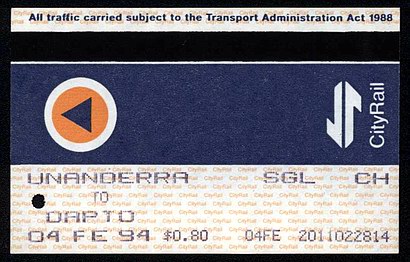 All traffic carried subject to the Transport Administration Act 1988
CityRail
UNANDERRA SGL CH
TO
DAPTO
04 FE 94 $0.80 04FE 2011022814